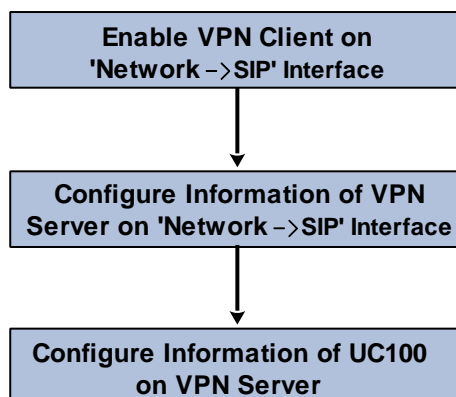 Enable VPN Client on
'Network –>SIP' Interface
Configure Information of VPN
Server on 'Network –>SIP' Interface
Configure Information of UC100
on VPN Server